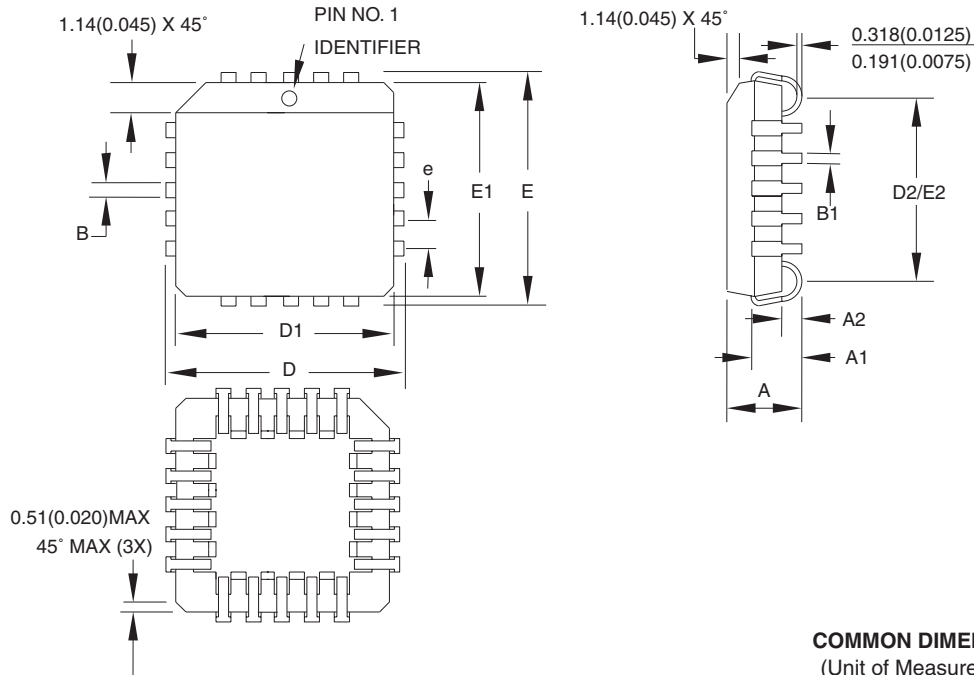 1.14(0.045) X 45˚
PIN NO. 1
IDENTIFIER
1.14(0.045) X 45˚
0.318(0.0125)
0.191(0.0075)
e
E1
E
B
B1
D2/E2
D1
D
A2
A1
A
0.51(0.020)MAX
45˚ MAX (3X)
COMMON DIME
(Unit of Measure